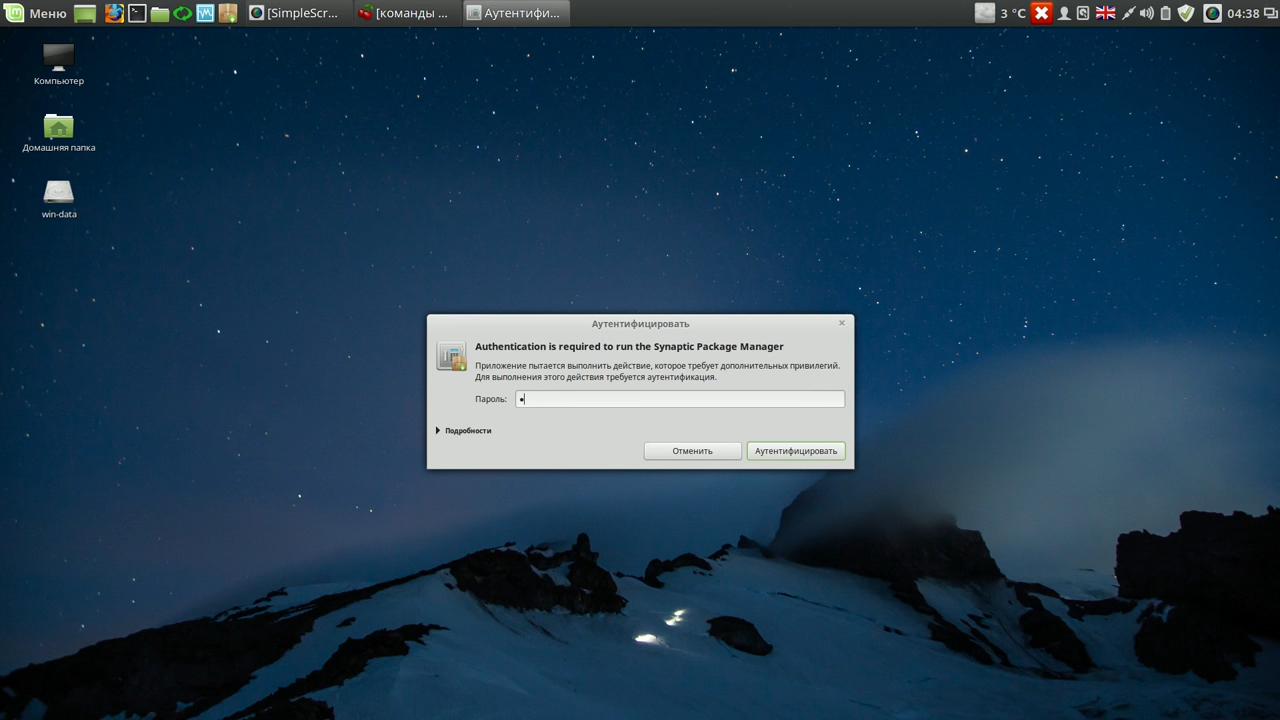 Меню
[SimpleScr...
[команды ...
Аутентифи...
3 °C
04:38
Компьютер
Домашняя папка
win-data
Аутентифицировать
Authentication is required to run the Synaptic Package Manager
Приложение пытается выполнить действие, которое требует дополнительных привилегий.
Для выполнения этого действия требуется аутентификация.
Пароль:
Подробности
Отменить
Аутентифицировать